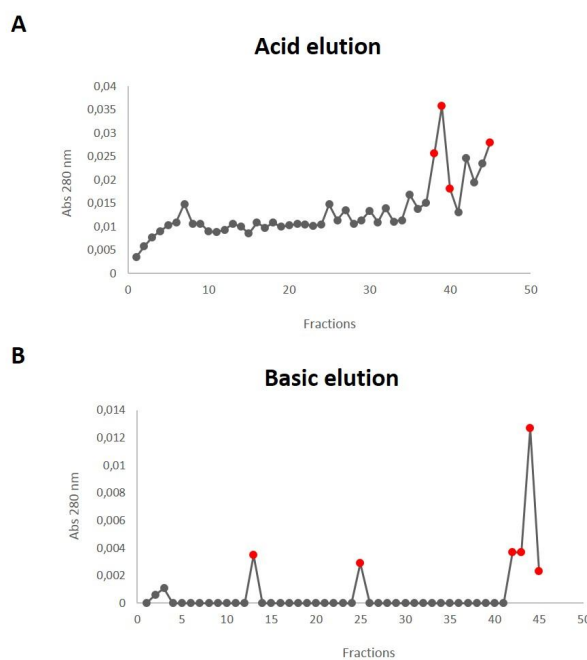 A
Acid elution
0,04
0,035
0,03
0,025
0,02
0,015
0,01
0,005
0
Abs 280 nm
0 10 20 30 40 50
Fractions
B
Basic elution
0,014
0,012
0,01
0,008
0,006
0,004
0,002
0
Abs 280 nm
0 5 10 15 20 25 30 35 40 45 50
Fractions